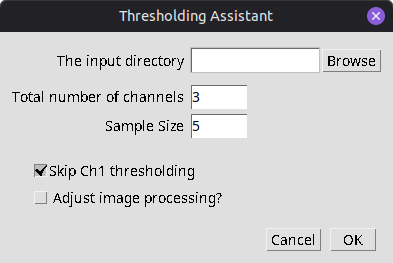 Thresholding Assistant
The input directory Browse
Total number of channels 3
Sample Size 5
Skip Ch1 thresholding
Adjust image processing?
Cancel OK